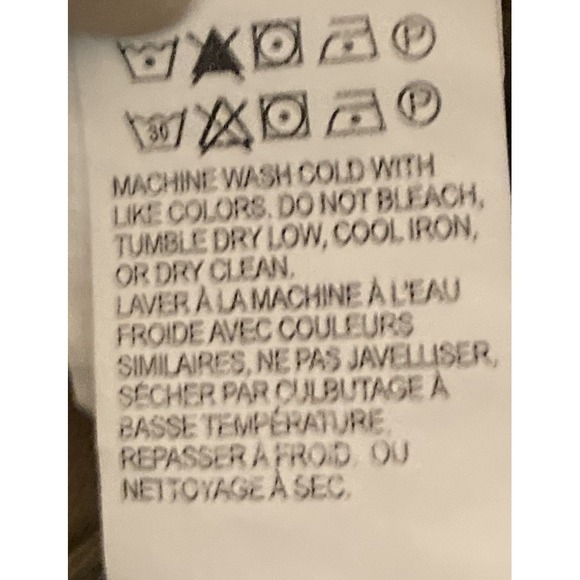 P
30 P
MACHINE WASH COLD WITH
LIKE COLORS. DO NOT BLEACH,
TUMBLE DRY LOW, COOL IRON,
OR DRY CLEAN.
LAVER À LA MACHINE À L'EAU
FROIDE AVEC COULEURS
SIMILAIRES, NE PAS JAVELLISER,
SÉCHER PAR CULBUTAGE À
BASSE TEMPÉRATURE.
REPASSER À FROID. OU
NETTOYAGE À SEC.